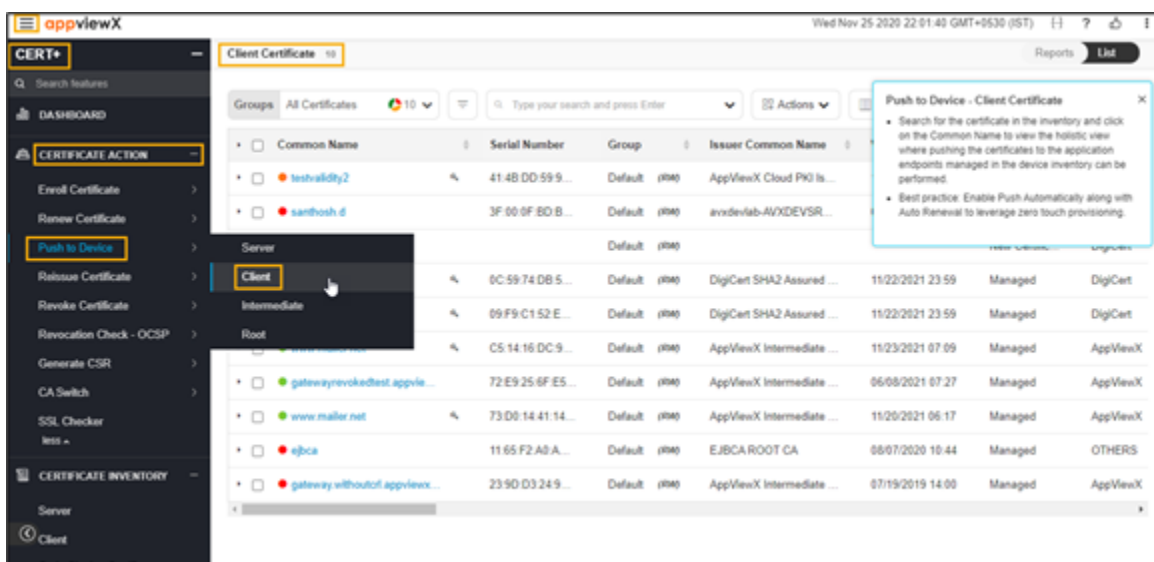 appviewX
Wed Nov 25 2020 22:01:40 GMT+0530 (IST) {-} ?
CERT+
Client Certificate 10
Reports List
Search features
DASHBOARD
CERTIFICATE ACTION
Enroll Certificate
Renew Certificate
Push to Device
Reissue Certificate
Revoke Certificate
Revocation Check - OCSP
Generate CSR
CA Switch
SSL Checker
less
CERTIFICATE INVENTORY
Server
Client
Server
Client
Intermediate
Root
Groups All Certificates 10 Type your search and press Enter Actions
Common Name Serial Number Group Issuer Common Name
testvalidity2 41:4B:DD:59:9... Default AppViewX Cloud PKI Is...
santhosh.d 3F:00:0F:BD:B... Default avxdevlab-AVXDEVSR...
Default New Certific... DigiCert
0C:59:74:DB:5... Default DigiCert SHA2 Assured ... 11/22/2021 23:59 Managed DigiCert
09:F9:C1:52:E... Default DigiCert SHA2 Assured ... 11/22/2021 23:59 Managed DigiCert
www.mailer.net C5:14:16:DC:9... Default AppViewX Intermediate ... 11/23/2021 07:09 Managed AppViewX
gatewayrevokedtest.appvie... 72:E9:25:6F:E5... Default AppViewX Intermediate ... 06/08/2021 07:27 Managed AppViewX
www.mailer.net 73:D0:14:41:14... Default AppViewX Intermediate ... 11/20/2021 06:17 Managed AppViewX
ejbca 11:65:F2:A0:A... Default EJBCA ROOT CA 08/07/2020 10:44 Managed OTHERS
gateway.withoutcrl.appviewx... 23:9D:D3:24:9... Default AppViewX Intermediate ... 07/19/2019 14:00 Managed AppViewX
Push to Device - Client Certificate
Search for the certificate in the inventory and click
on the Common Name to view the holistic view
where pushing the certificates to the application
endpoints managed in the device inventory can be
performed.
Best practice: Enable Push Automatically along with
Auto Renewal to leverage zero touch provisioning.